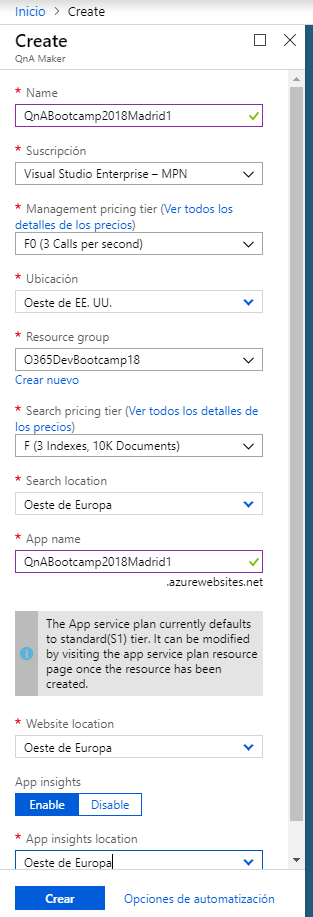 Inicio > Create
Create
QnA Maker
* Name
QnABootcamp2018Madrid1
* Suscripción
Visual Studio Enterprise – MPN
* Management pricing tier (Ver todos los
detalles de los precios)
F0 (3 Calls per second)
* Ubicación
Oeste de EE. UU.
* Resource group
O365DevBootcamp18
Crear nuevo
* Search pricing tier (Ver todos los detalles de
los precios)
F (3 Indexes, 10K Documents)
* Search location
Oeste de Europa
* App name
QnABootcamp2018Madrid1
.azurewebsites.net
The App service plan currently defaults
to standard(S1) tier. It can be modified
by visiting the app service plan resource
page once the resource has been
created.
* Website location
Oeste de Europa
App insights
Enable Disable
* App insights location
Oeste de Europa
Crear Opciones de automatización